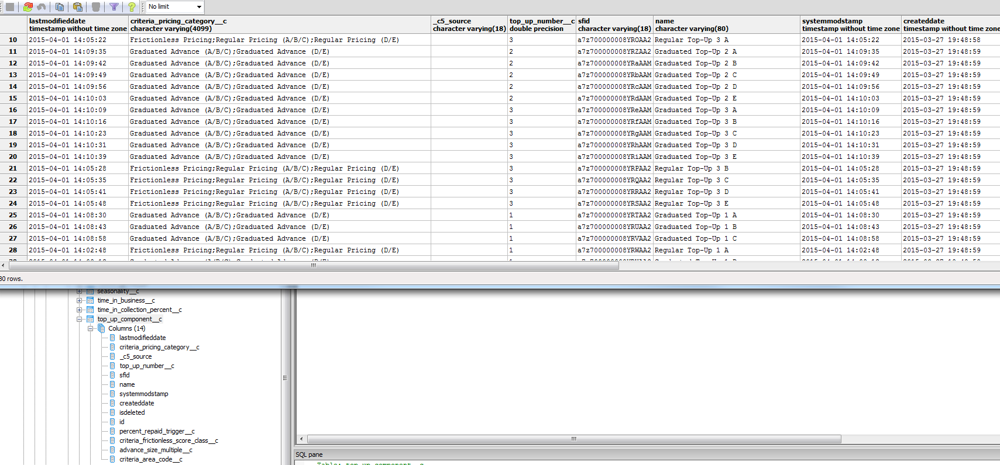 No limit
lastmodifieddate criteria_pricing_category__c _c5_source top_up_number__c sfid name systemmodstamp createddate
timestamp without time zone character varying(4099) character varying(18) double precision character varying(18) character varying(80) timestamp without time zone timestamp without time zone
10 2015-04-01 14:05:22 Frictionless Pricing;Regular Pricing (A/B/C);Regular Pricing (D/E) 3 a7z700000008YROAA2 Regular Top-Up 3 A 2015-04-01 14:05:22 2015-03-27 19:48:58
11 2015-04-01 14:09:35 Graduated Advance (A/B/C);Graduated Advance (D/E) 2 a7z700000008YRZAA2 Graduated Top-Up 2 A 2015-04-01 14:09:35 2015-03-27 19:48:59
12 2015-04-01 14:09:42 Graduated Advance (A/B/C);Graduated Advance (D/E) 2 a7z700000008YRaAAM Graduated Top-Up 2 B 2015-04-01 14:09:42 2015-03-27 19:48:59
13 2015-04-01 14:09:49 Graduated Advance (A/B/C);Graduated Advance (D/E) 2 a7z700000008YRbAAM Graduated Top-Up 2 C 2015-04-01 14:09:49 2015-03-27 19:48:59
14 2015-04-01 14:09:56 Graduated Advance (A/B/C);Graduated Advance (D/E) 2 a7z700000008YRcAAM Graduated Top-Up 2 D 2015-04-01 14:09:56 2015-03-27 19:48:59
15 2015-04-01 14:10:03 Graduated Advance (A/B/C);Graduated Advance (D/E) 2 a7z700000008YRdAAM Graduated Top-Up 2 E 2015-04-01 14:10:03 2015-03-27 19:48:59
16 2015-04-01 14:10:09 Graduated Advance (A/B/C);Graduated Advance (D/E) 3 a7z700000008YReAAM Graduated Top-Up 3 A 2015-04-01 14:10:09 2015-03-27 19:48:59
17 2015-04-01 14:10:16 Graduated Advance (A/B/C);Graduated Advance (D/E) 3 a7z700000008YRfAAM Graduated Top-Up 3 B 2015-04-01 14:10:16 2015-03-27 19:48:59
18 2015-04-01 14:10:23 Graduated Advance (A/B/C);Graduated Advance (D/E) 3 a7z700000008YRgAAM Graduated Top-Up 3 C 2015-04-01 14:10:23 2015-03-27 19:48:59
19 2015-04-01 14:10:31 Graduated Advance (A/B/C);Graduated Advance (D/E) 3 a7z700000008YRhAAM Graduated Top-Up 3 D 2015-04-01 14:10:31 2015-03-27 19:48:59
20 2015-04-01 14:10:39 Graduated Advance (A/B/C);Graduated Advance (D/E) 3 a7z700000008YRiAAM Graduated Top-Up 3 E 2015-04-01 14:10:39 2015-03-27 19:48:59
21 2015-04-01 14:05:28 Frictionless Pricing;Regular Pricing (A/B/C);Regular Pricing (D/E) 3 a7z700000008YRPAA2 Regular Top-Up 3 B 2015-04-01 14:05:28 2015-03-27 19:48:59
22 2015-04-01 14:05:35 Frictionless Pricing;Regular Pricing (A/B/C);Regular Pricing (D/E) 3 a7z700000008YRQAA2 Regular Top-Up 3 C 2015-04-01 14:05:35 2015-03-27 19:48:59
23 2015-04-01 14:05:41 Frictionless Pricing;Regular Pricing (A/B/C);Regular Pricing (D/E) 3 a7z700000008YRRAA2 Regular Top-Up 3 D 2015-04-01 14:05:41 2015-03-27 19:48:59
24 2015-04-01 14:05:48 Frictionless Pricing;Regular Pricing (A/B/C);Regular Pricing (D/E) 3 a7z700000008YRSAA2 Regular Top-Up 3 E 2015-04-01 14:05:48 2015-03-27 19:48:59
25 2015-04-01 14:08:30 Graduated Advance (A/B/C);Graduated Advance (D/E) 1 a7z700000008YRTAA2 Graduated Top-Up 1 A 2015-04-01 14:08:30 2015-03-27 19:48:59
26 2015-04-01 14:08:43 Graduated Advance (A/B/C);Graduated Advance (D/E) 1 a7z700000008YRUAA2 Graduated Top-Up 1 B 2015-04-01 14:08:43 2015-03-27 19:48:59
27 2015-04-01 14:08:58 Graduated Advance (A/B/C);Graduated Advance (D/E) 1 a7z700000008YRVAA2 Graduated Top-Up 1 C 2015-04-01 14:08:58 2015-03-27 19:48:59
28 2015-04-01 14:02:48 Frictionless Pricing;Regular Pricing (A/B/C);Regular Pricing (D/E) 1 a7z700000008YRWAA2 Regular Top-Up 1 A 2015-04-01 14:02:48 2015-03-27 19:48:59
30 rows.
seasonality__c
time_in_business__c
time_in_collection_percent__c
top_up_component__c
Columns (14)
lastmodifieddate
criteria_pricing_category__c
_c5_source
top_up_number__c
sfid
name
systemmodstamp
createddate
isdeleted
id
percent_repaid_trigger__c
criteria_frictionless_score_class__c
advance_size_multiple__c
criteria_area_code__c
SQL pane
Table: top_up_component__c